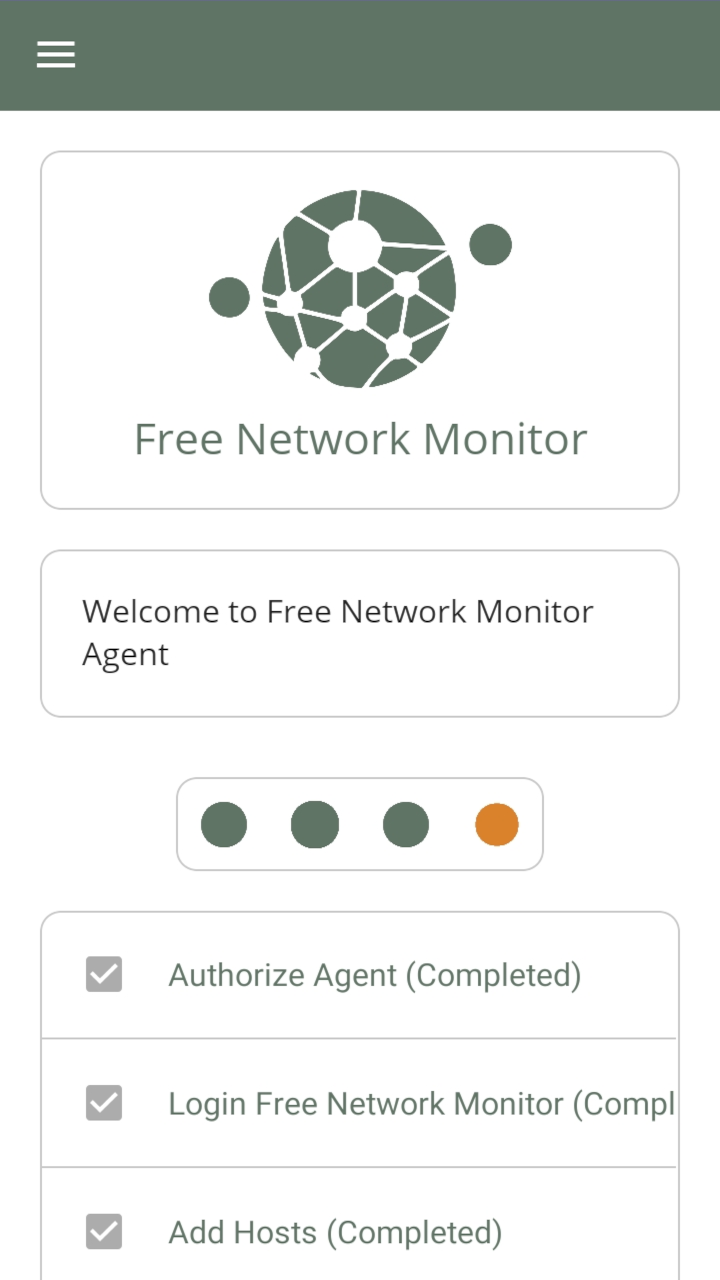 Free Network Monitor
Welcome to Free Network Monitor
Agent
Authorize Agent (Completed)
Login Free Network Monitor (Compl
Add Hosts (Completed)